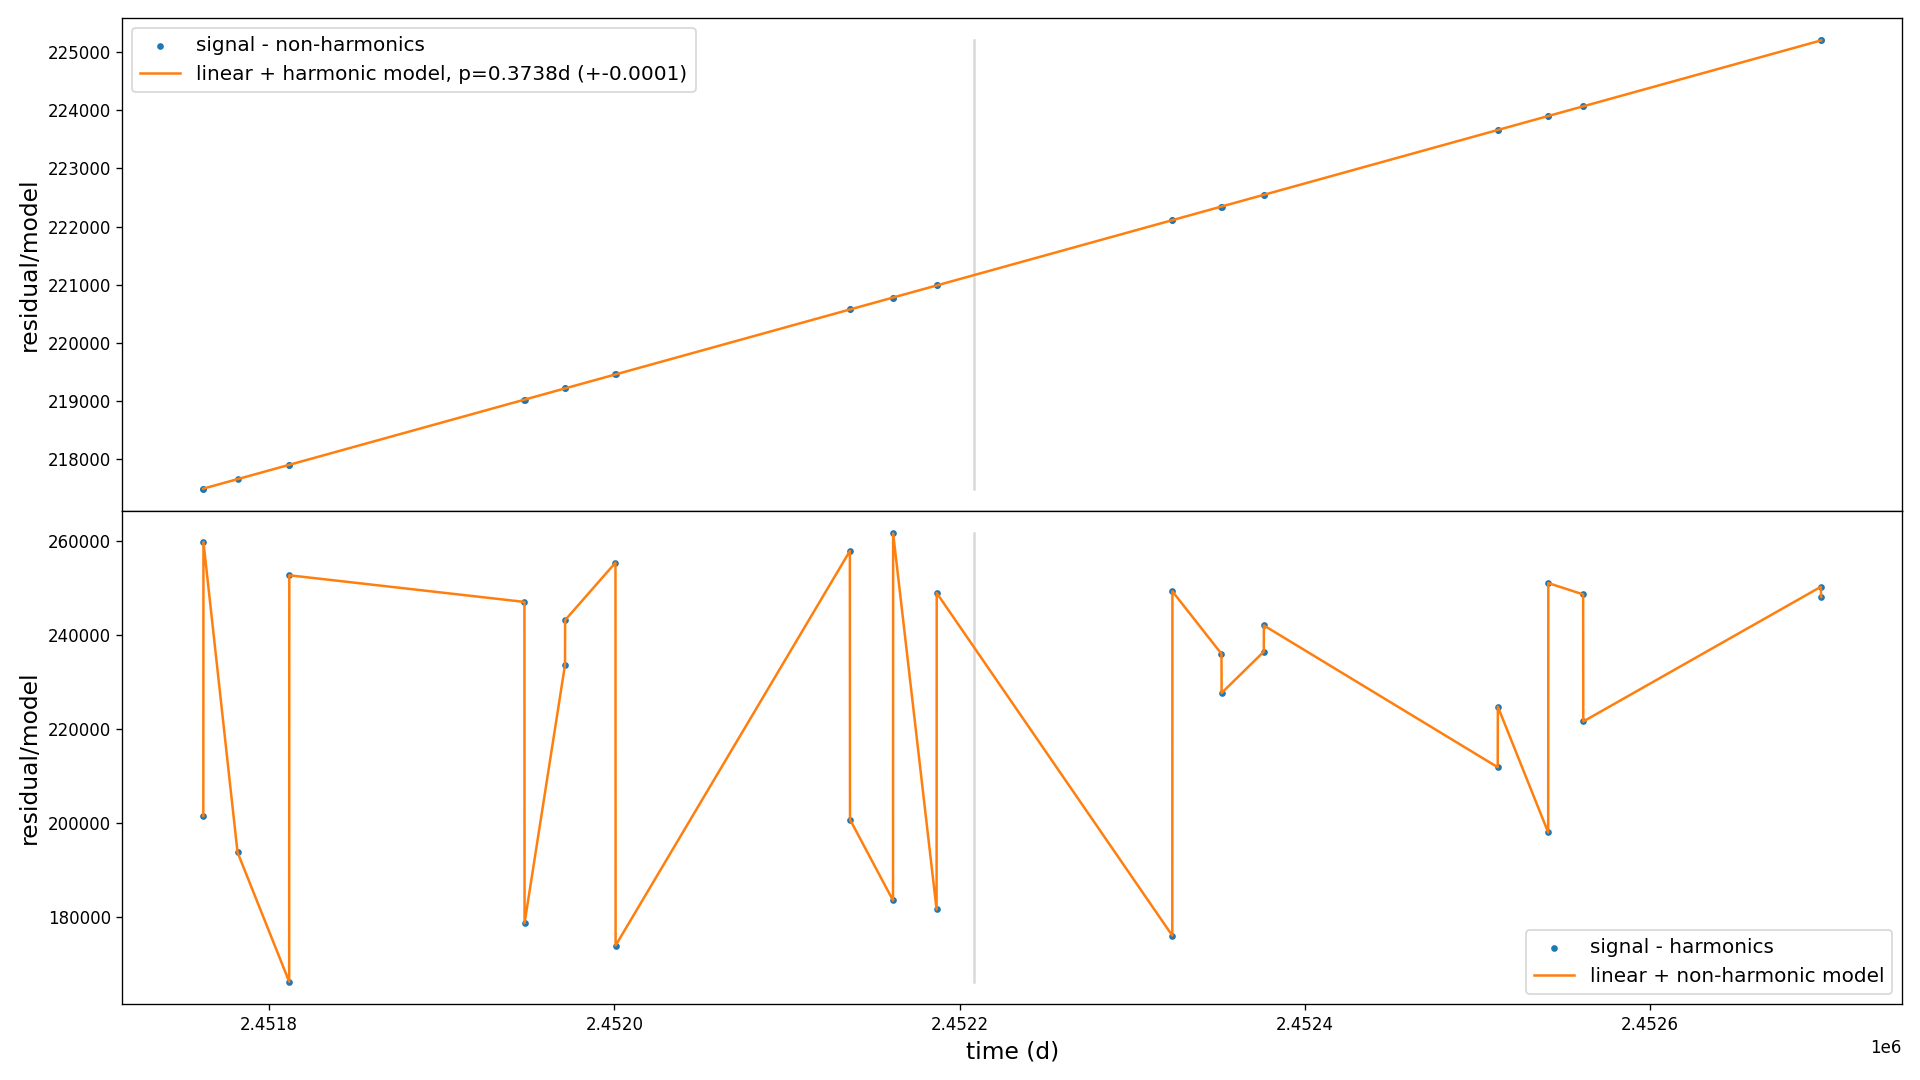 signal - non-harmonics
linear + harmonic model, p=0.3738d (+-0.0001)
225000
224000
223000
222000
221000
220000
219000
218000
residual/model
260000
240000
220000
200000
180000
residual/model
signal - harmonics
linear + non-harmonic model
2.4518
2.4520
2.4522
2.4524
2.4526
1e6
time (d)